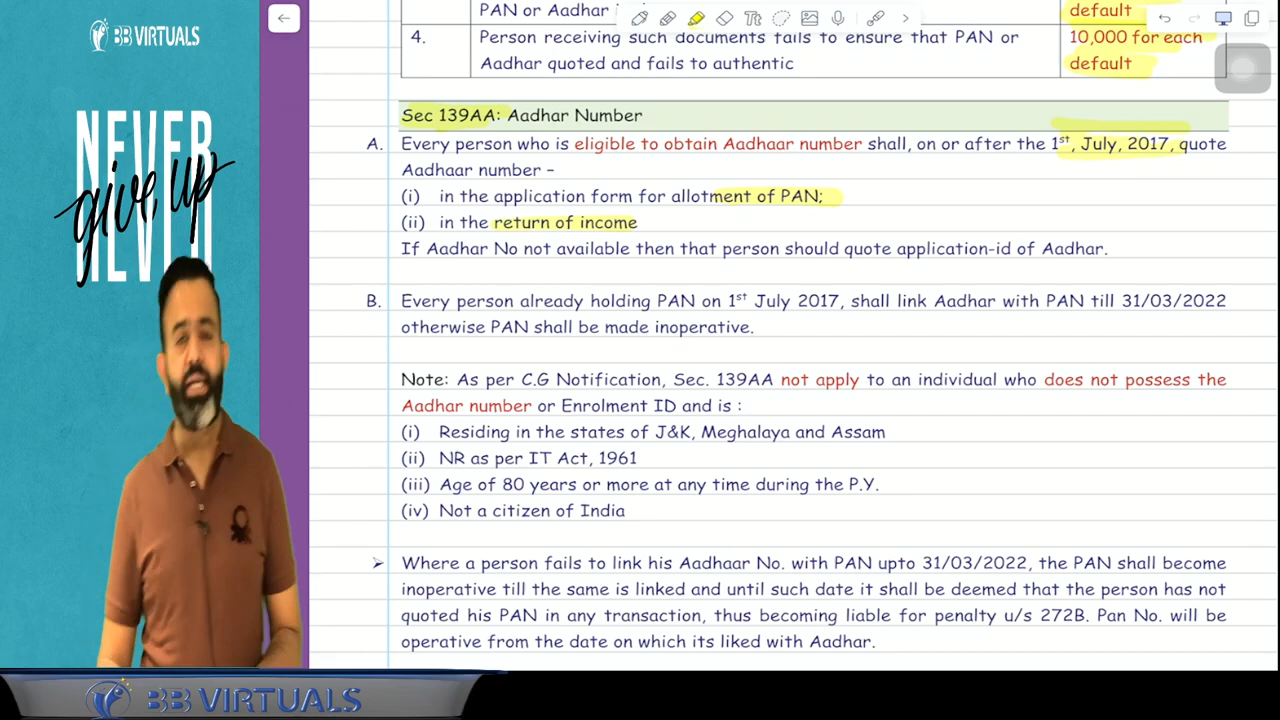 BB VIRTUALS
NEVER
give up
NEVER
PAN or Aadhar
default
4. Person receiving such documents fails to ensure that PAN or 10,000 for each
Aadhar quoted and fails to authentic default
Sec 139AA: Aadhar Number
A. Every person who is eligible to obtain Aadhaar number shall, on or after the 1st, July, 2017, quote
Aadhaar number –
(i) in the application form for allotment of PAN;
(ii) in the return of income
If Aadhar No not available then that person should quote application-id of Aadhar.
B. Every person already holding PAN on 1st July 2017, shall link Aadhar with PAN till 31/03/2022
otherwise PAN shall be made inoperative.
Note: As per C.G Notification, Sec. 139AA not apply to an individual who does not possess the
Aadhar number or Enrolment ID and is :
(i) Residing in the states of J&K, Meghalaya and Assam
(ii) NR as per IT Act, 1961
(iii) Age of 80 years or more at any time during the P.Y.
(iv) Not a citizen of India
➢ Where a person fails to link his Aadhaar No. with PAN upto 31/03/2022, the PAN shall become
inoperative till the same is linked and until such date it shall be deemed that the person has not
quoted his PAN in any transaction, thus becoming liable for penalty u/s 272B. Pan No. will be
operative from the date on which its liked with Aadhar.
BB VIRTUALS